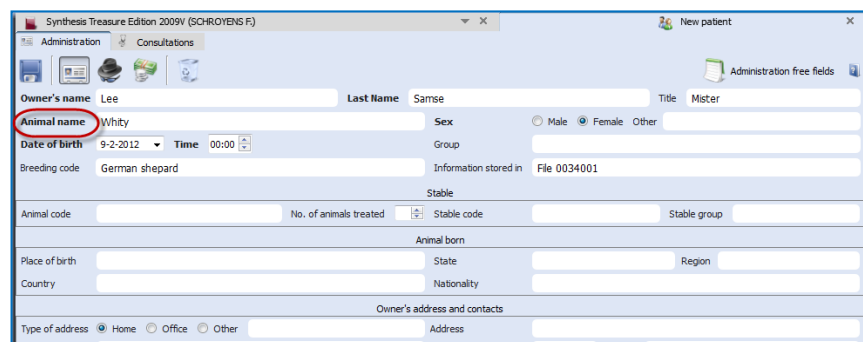 Synthesis Treasure Edition 2009V (SCHROYENS F.) New patient
Administration Consultations
Administration free fields
Owner's name Lee Last Name Samse Title Mister
Animal name Whity Sex Male Female Other
Date of birth 9-2-2012 Time 00:00 Group
Breeding code German shepard Information stored in File 0034001
Stable
Animal code No. of animals treated Stable code Stable group
Animal born
Place of birth State Region
Country Nationality
Owner's address and contacts
Type of address Home Office Other Address